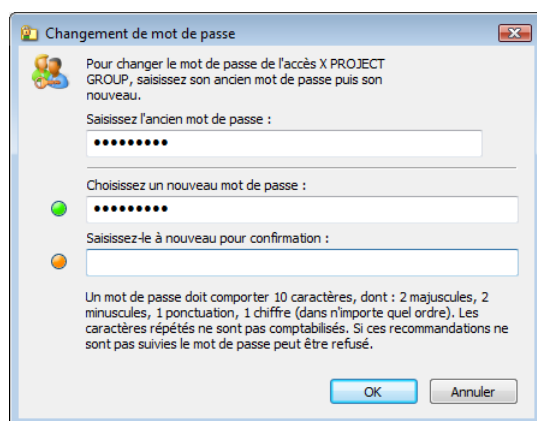 Changement de mot de passe
Pour changer le mot de passe de l'accès X PROJECT
GROUP, saisissez son ancien mot de passe puis son
nouveau.
Saisissez l'ancien mot de passe :
•••••••••
Choisissez un nouveau mot de passe :
•••••••••
Saisissez-le à nouveau pour confirmation :
Un mot de passe doit comporter 10 caractères, dont : 2 majuscules, 2
minuscules, 1 ponctuation, 1 chiffre (dans n'importe quel ordre). Les
caractères répétés ne sont pas comptabilisés. Si ces recommandations ne
sont pas suivies le mot de passe peut être refusé.
OK Annuler